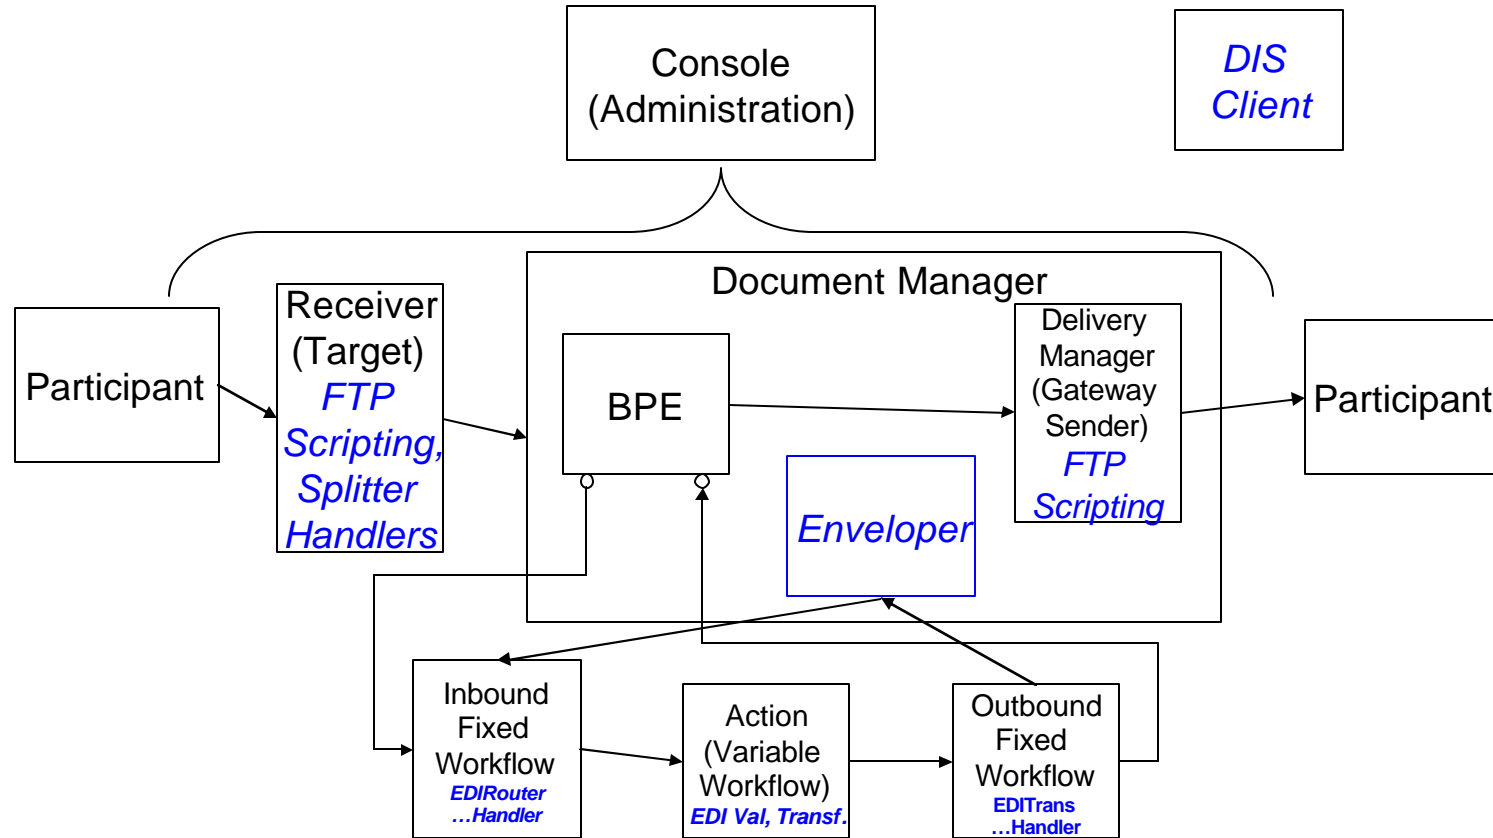 Console
(Administration)
DIS
Client
Document Manager
Participant
Receiver
(Target)
FTP
Scripting,
Splitter
Handlers
BPE
Enveloper
Delivery
Manager
(Gateway
Sender)
FTP
Scripting
Participant
Inbound
Fixed
Workflow
EDIRouter
...Handler
Action
(Variable
Workflow)
EDI Val, Transf.
Outbound
Fixed
Workflow
EDITrans
...Handler